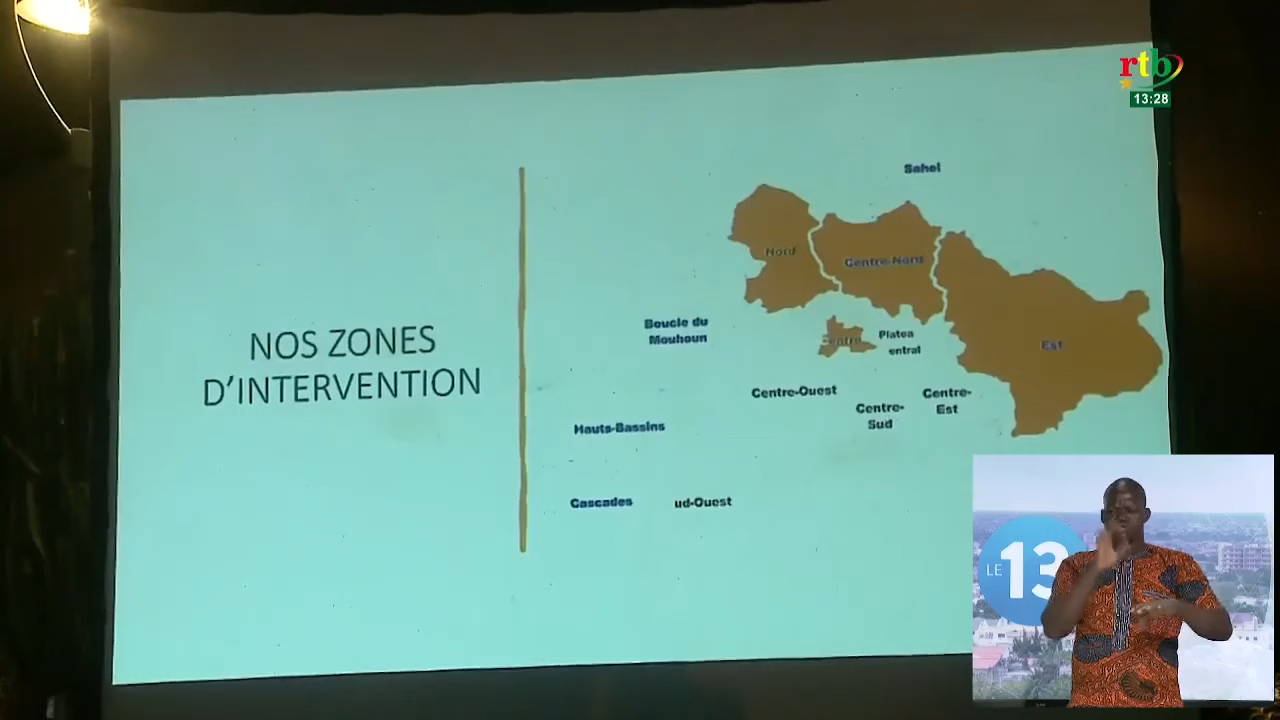 rtb
13:28
NOS ZONES
D'INTERVENTION
Sahel
Nord
Centre-Nord
Boucle du
Mouhoun
Centre
Platea
entral
Est
Centre-Ouest
Centre-
Sud
Centre-
Est
Hauts-Bassins
Cascades
ud-Ouest
LE 13